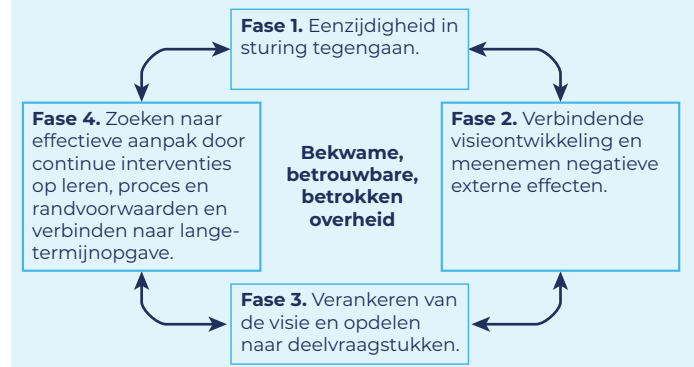 Fase 1. Eenzijdigheid in
sturing tegengaan.
Fase 2. Verbindende
visieontwikkeling en
meenemen negatieve
externe effecten.
Fase 3. Verankeren van
de visie en opdelen
naar deelvraagstukken.
Fase 4. Zoeken naar
effectieve aanpak door
continue interventies
op leren, proces en
randvoorwaarden en
verbinden naar lange-
termijnopgave.
Bekwame,
betrouwbare,
betrokken
overheid